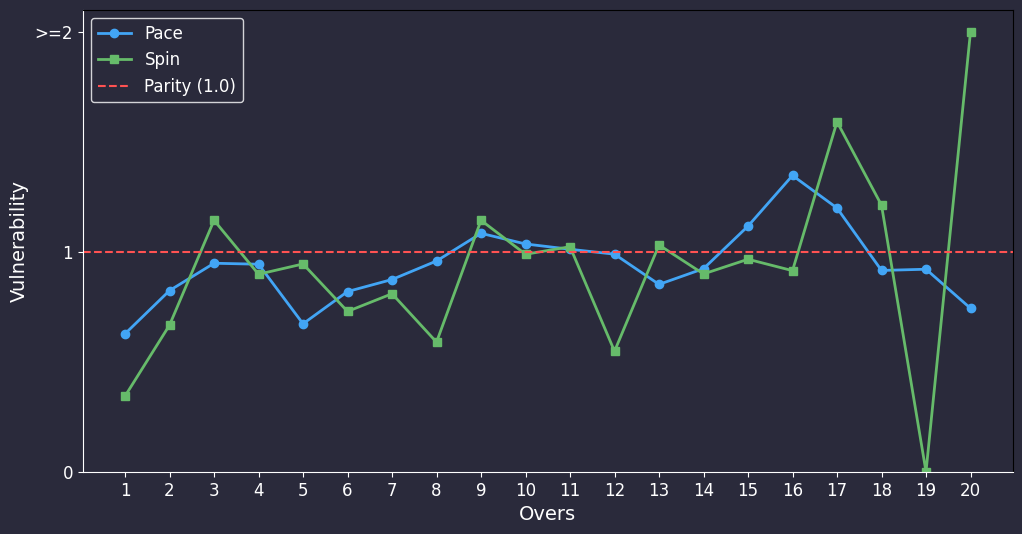 >=2
1
0
Vulnerability
Pace
Spin
Parity (1.0)
1 2 3 4 5 6 7 8 9 10 11 12 13 14 15 16 17 18 19 20
Overs